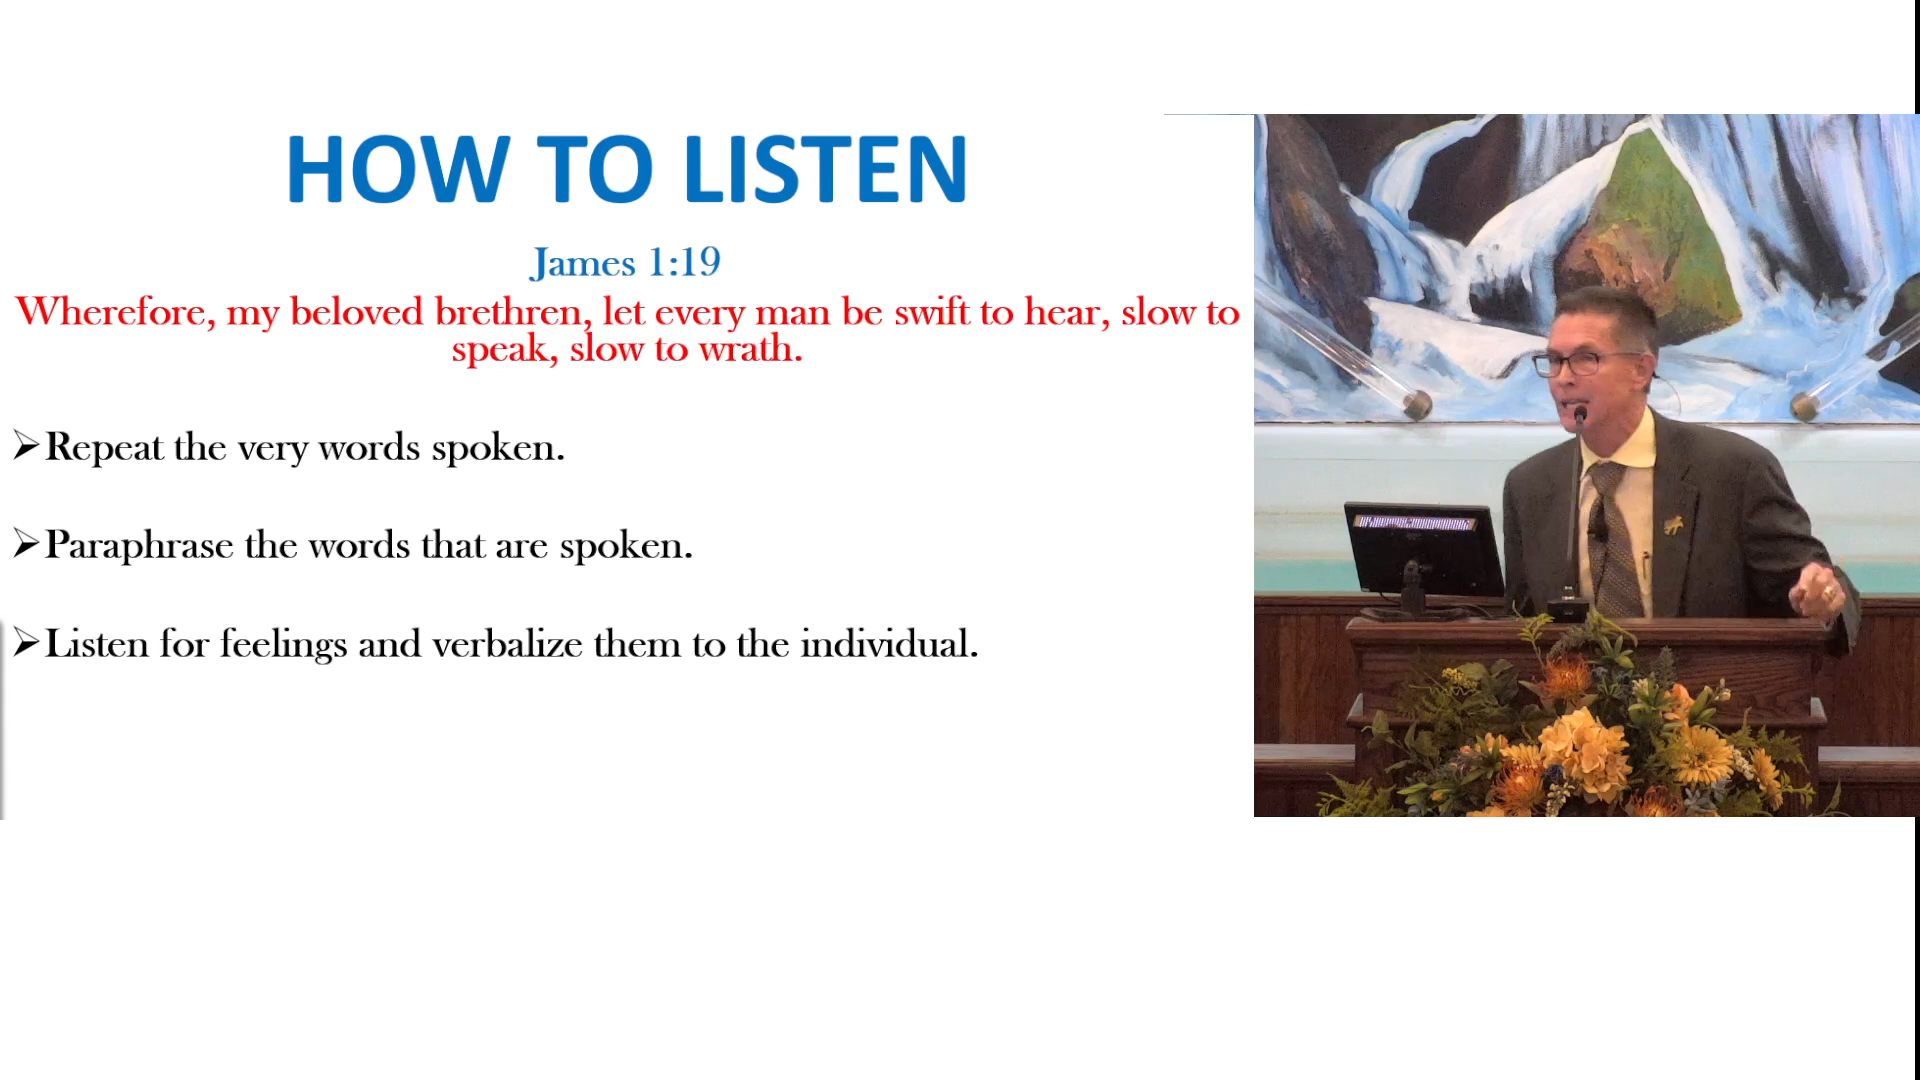 HOW TO LISTEN
James 1:19
Wherefore, my beloved brethren, let every man be swift to hear, slow to
speak, slow to wrath.
➢Repeat the very words spoken.
➢Paraphrase the words that are spoken.
➢Listen for feelings and verbalize them to the individual.